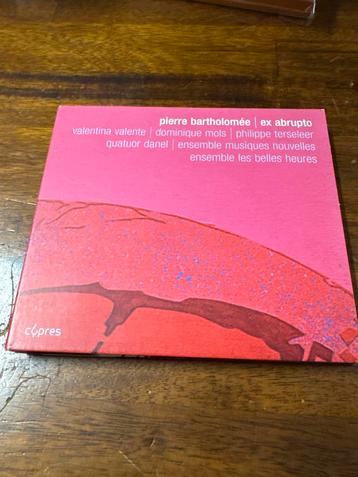 pierre bartholomée | ex abrupto
valentina valente | dominique mols | philippe terseleer
quatuor danel | ensemble musiques nouvelles
ensemble les belles heures
cypres